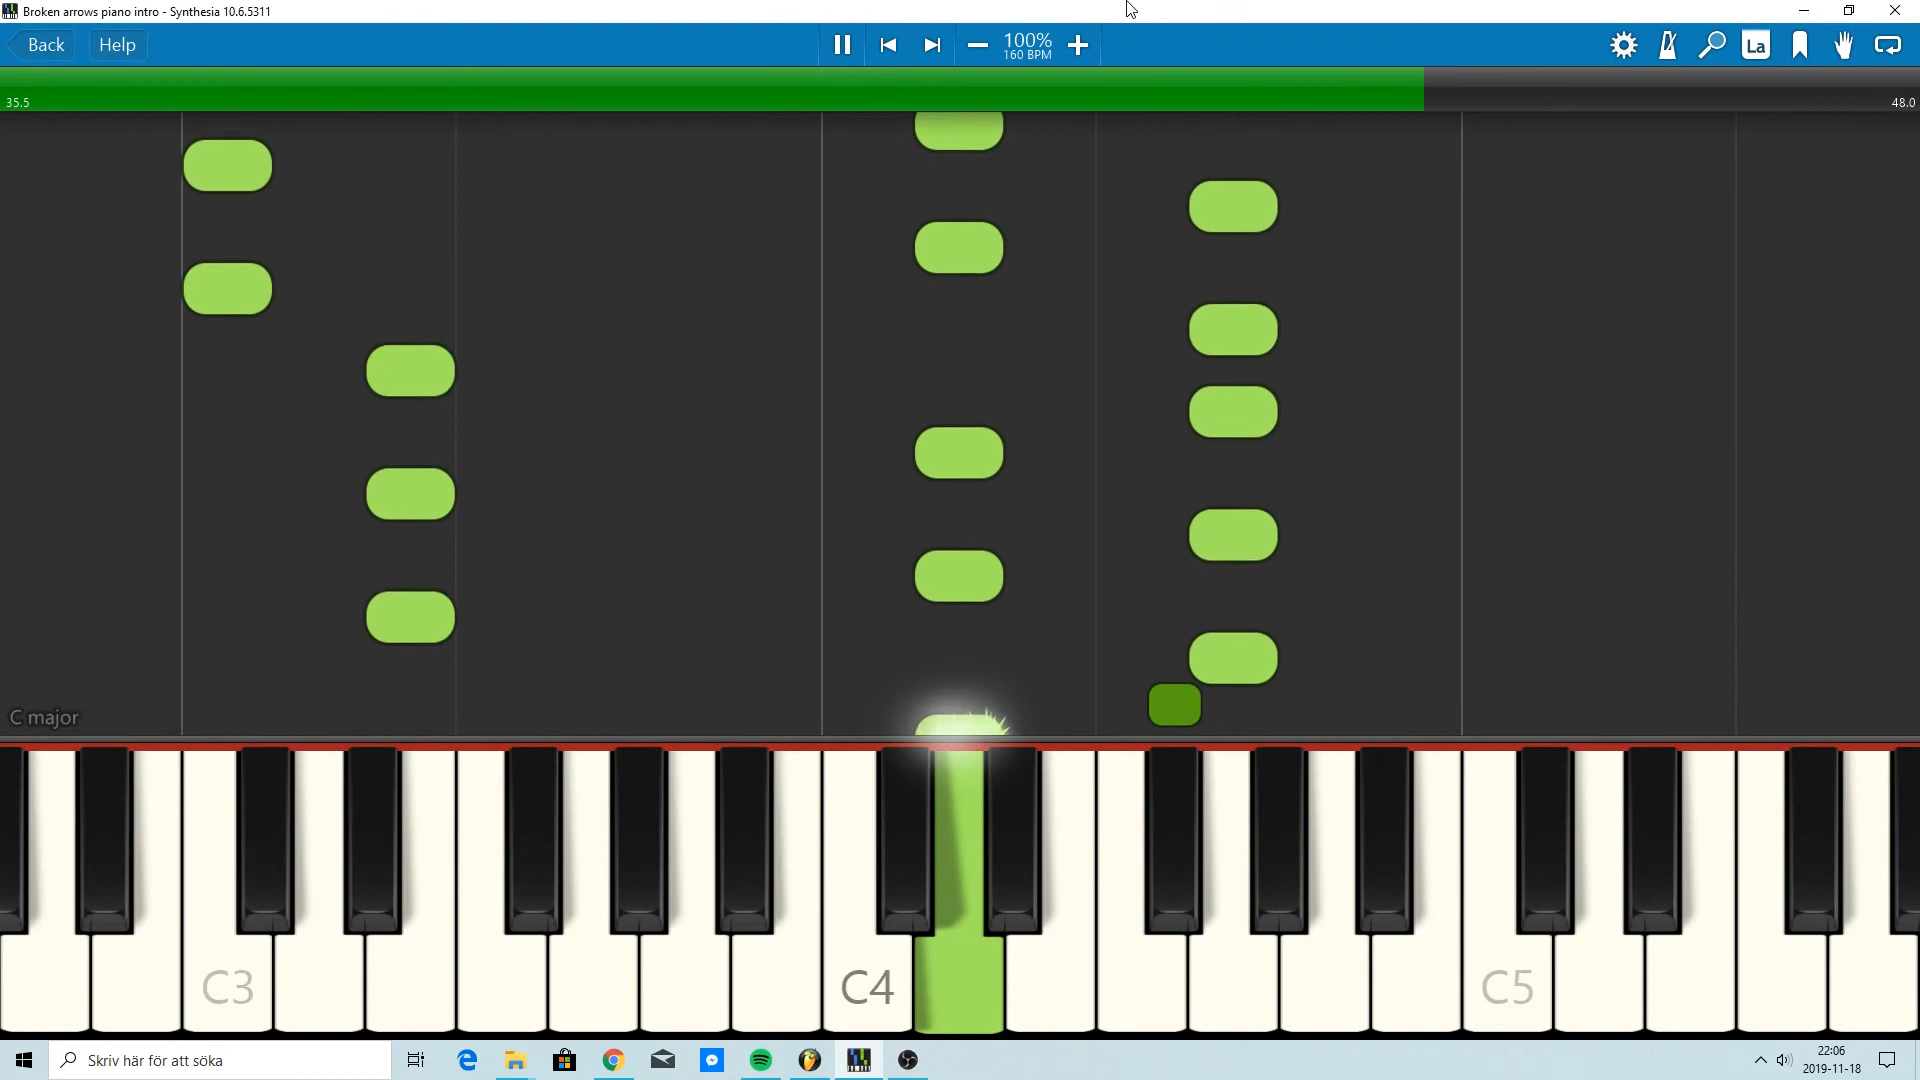 Broken arrows piano intro - Synthesia 10.6.5311
Back
Help
100%
160 BPM
La
35.5
48.0
C major
C3
C4
C5
Skriv här för att söka
22:06
2019-11-18